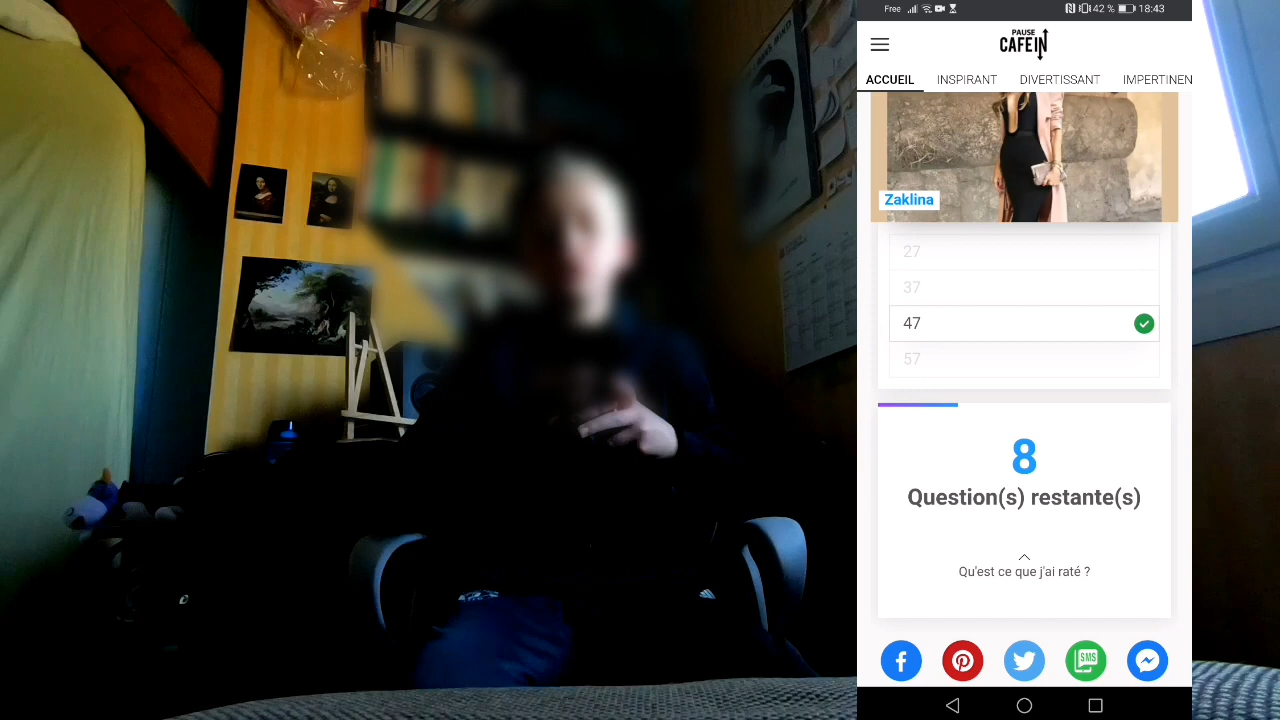 Free
42 %
18:43
PAUSE
CAFEIN
ACCUEIL INSPIRANT DIVERTISSANT IMPERTINEN
Zaklina
27
37
47
57
8
Question(s) restante(s)
Qu'est ce que j'ai raté ?
SMS